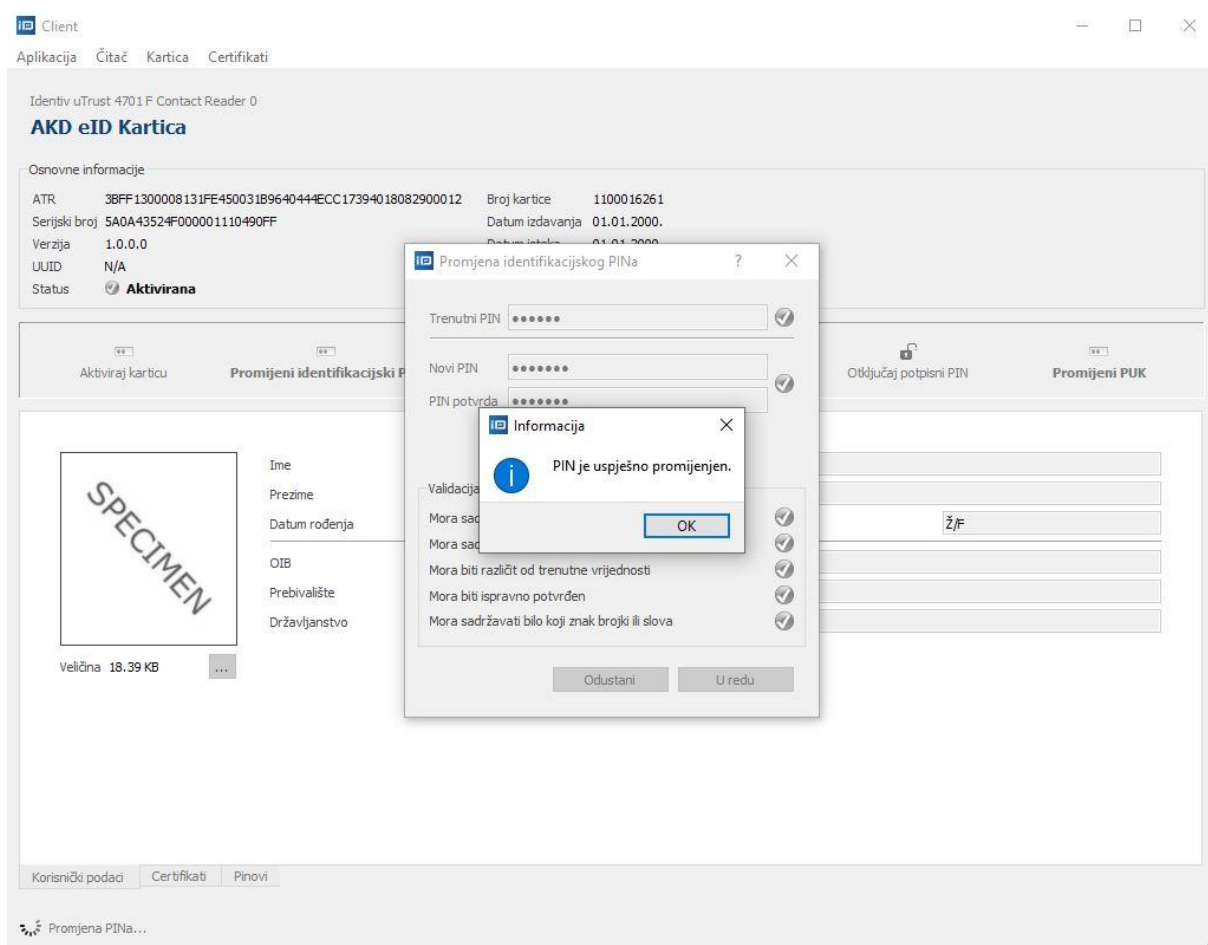 Client
Aplikacija Čitač Kartica Certifikati
Identiv uTrust 4701 F Contact Reader 0
AKD eID Kartica
Osnovne informacije
ATR 3BFF1300008131FE450031B9640444ECC17394018082900012 Broj kartice 1100016261
Serijski broj 5A0A43524F000001110490FF Datum izdavanja 01.01.2000.
Verzija 1.0.0.0 Datum isteka 01.01.2000.
UUID N/A
Status Aktivirana
Aktiviraj karticu Promijeni identifikacijski P Otključaj potpisni PIN Promijeni PUK
Promjena identifikacijskog PINa ?
Trenutni PIN ●●●●●●
Novi PIN ●●●●●●●
PIN potvrda ●●●●●●●
Informacija
PIN je uspješno promijenjen.
OK
Validacija
Mora sad
Mora sad
Mora biti različit od trenutne vrijednosti
Mora biti ispravno potvrđen
Mora sadržavati bilo koji znak brojki ili slova
Odustani U redu
SPECIMEN
Veličina 18.39 KB ...
Ime
Prezime
Datum rođenja Ž/F
OIB
Prebivalište
Državljanstvo
Korisnički podaci Certifikati Pinovi
Promjena PINa...